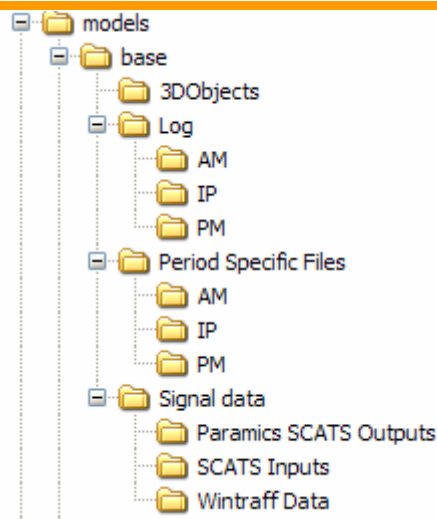 models
base
3DObjects
Log
AM
IP
PM
Period Specific Files
AM
IP
PM
Signal data
Paramics SCATS Outputs
SCATS Inputs
Wintraff Data